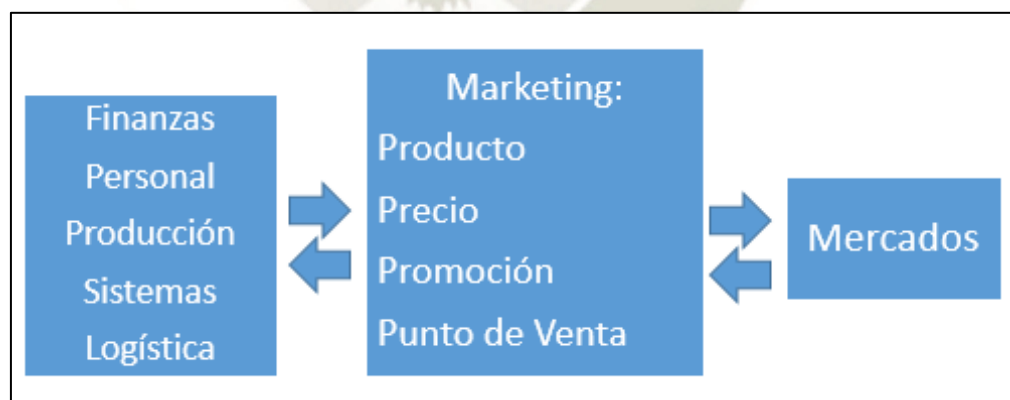 Finanzas
Personal
Producción
Sistemas
Logística
Marketing:
Producto
Precio
Promoción
Punto de Venta
Mercados